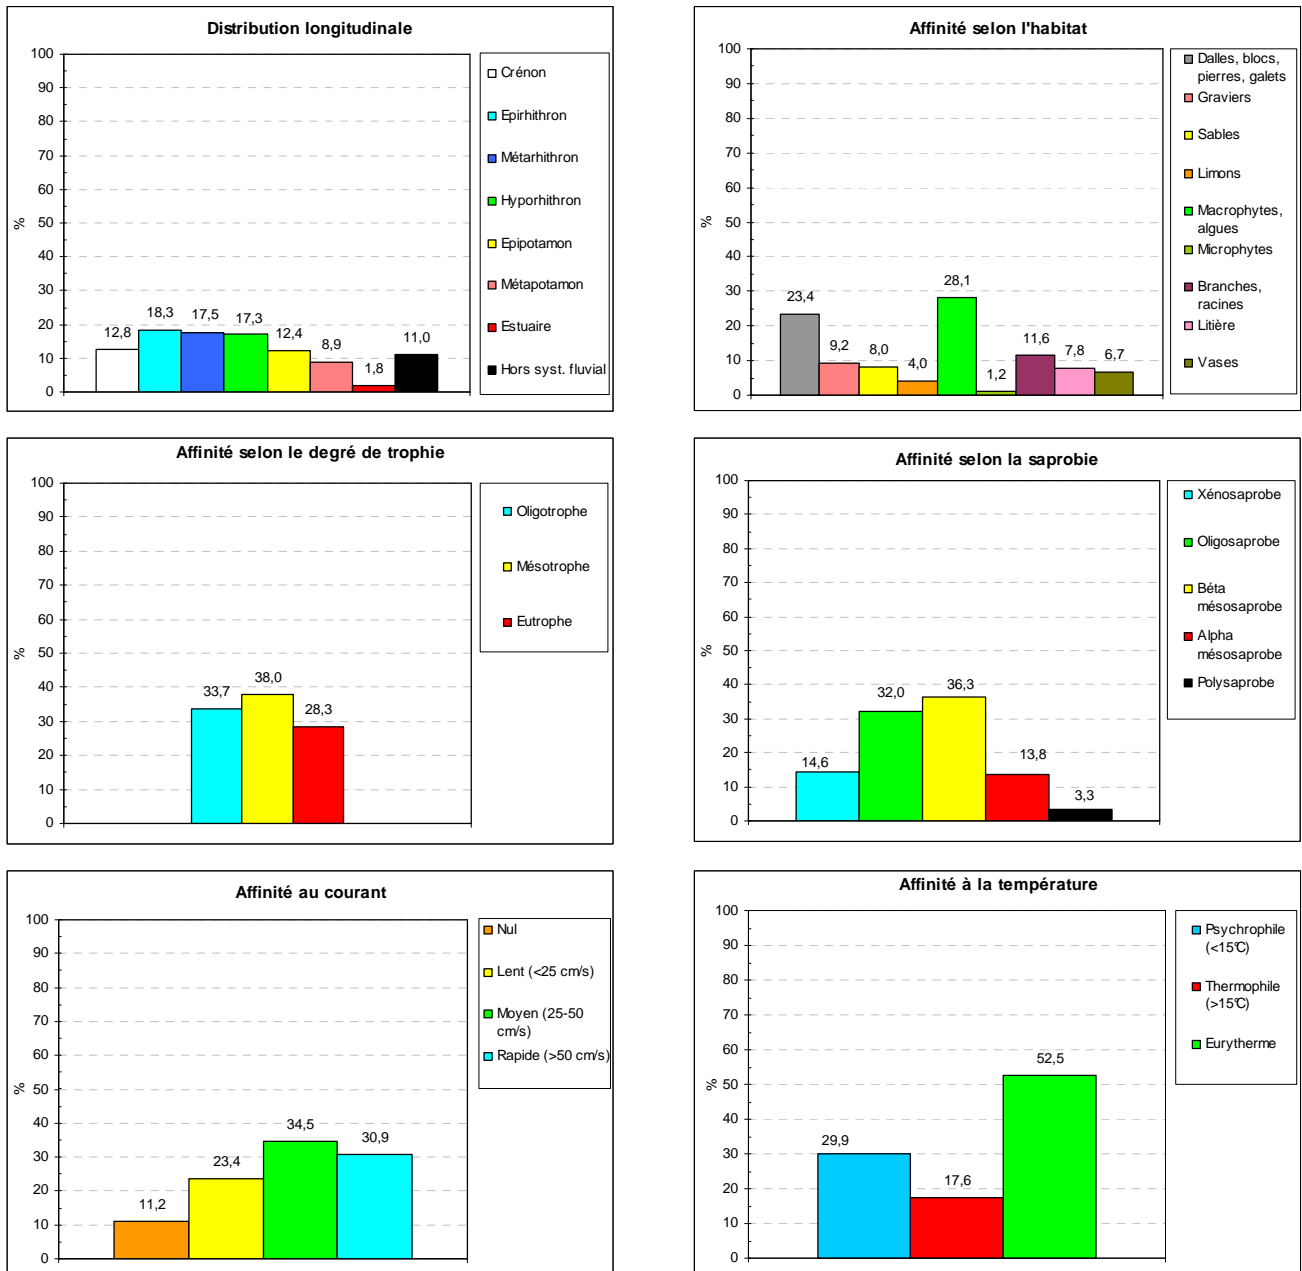 Distribution longitudinale
100
90
80
70
60
50
40
30
20
10
0
%
12,8
18,3
17,5
17,3
12,4
8,9
1,8
11,0
Crénon
Epirhithron
Métarhithron
Hyporhithron
Epipotamon
Métapotamon
Estuaire
Hors syst. fluvial
Affinité selon l'habitat
100
90
80
70
60
50
40
30
20
10
0
%
23,4
9,2
8,0
4,0
28,1
1,2
11,6
7,8
6,7
Dalles, blocs,
pierres, galets
Graviers
Sables
Limons
Macrophytes,
algues
Microphytes
Branches,
racines
Litière
Vases
Affinité selon le degré de trophie
100
90
80
70
60
50
40
30
20
10
0
%
33,7
38,0
28,3
Oligotrophe
Mésotrophe
Eutrophe
Affinité selon la saprobie
100
90
80
70
60
50
40
30
20
10
0
%
14,6
32,0
36,3
13,8
3,3
Xénosaprobe
Oligosaprobe
Béta
mésosaprobe
Alpha
mésosaprobe
Polysaprobe
Affinité au courant
100
90
80
70
60
50
40
30
20
10
0
%
11,2
23,4
34,5
30,9
Nul
Lent (<25 cm/s)
Moyen (25-50
cm/s)
Rapide (>50 cm/s)
Affinité à la température
100
90
80
70
60
50
40
30
20
10
0
%
29,9
17,6
52,5
Psychrophile
(<15°C)
Thermophile
(>15°C)
Eurytherme